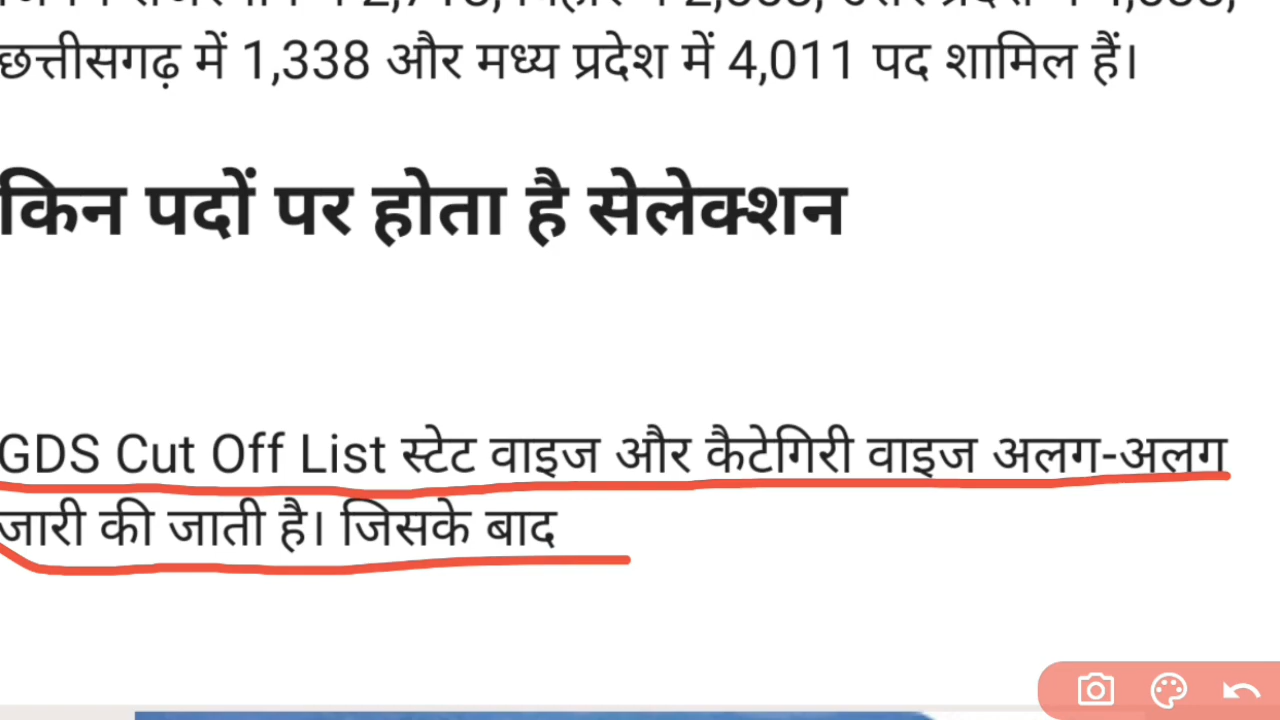 छत्तीसगढ़ में 1,338 और मध्य प्रदेश में 4,011 पद शामिल हैं।
किन पदों पर होता है सेलेक्शन
GDS Cut Off List स्टेट वाइज और कैटेगिरी वाइज अलग-अलग
जारी की जाती है। जिसके बाद